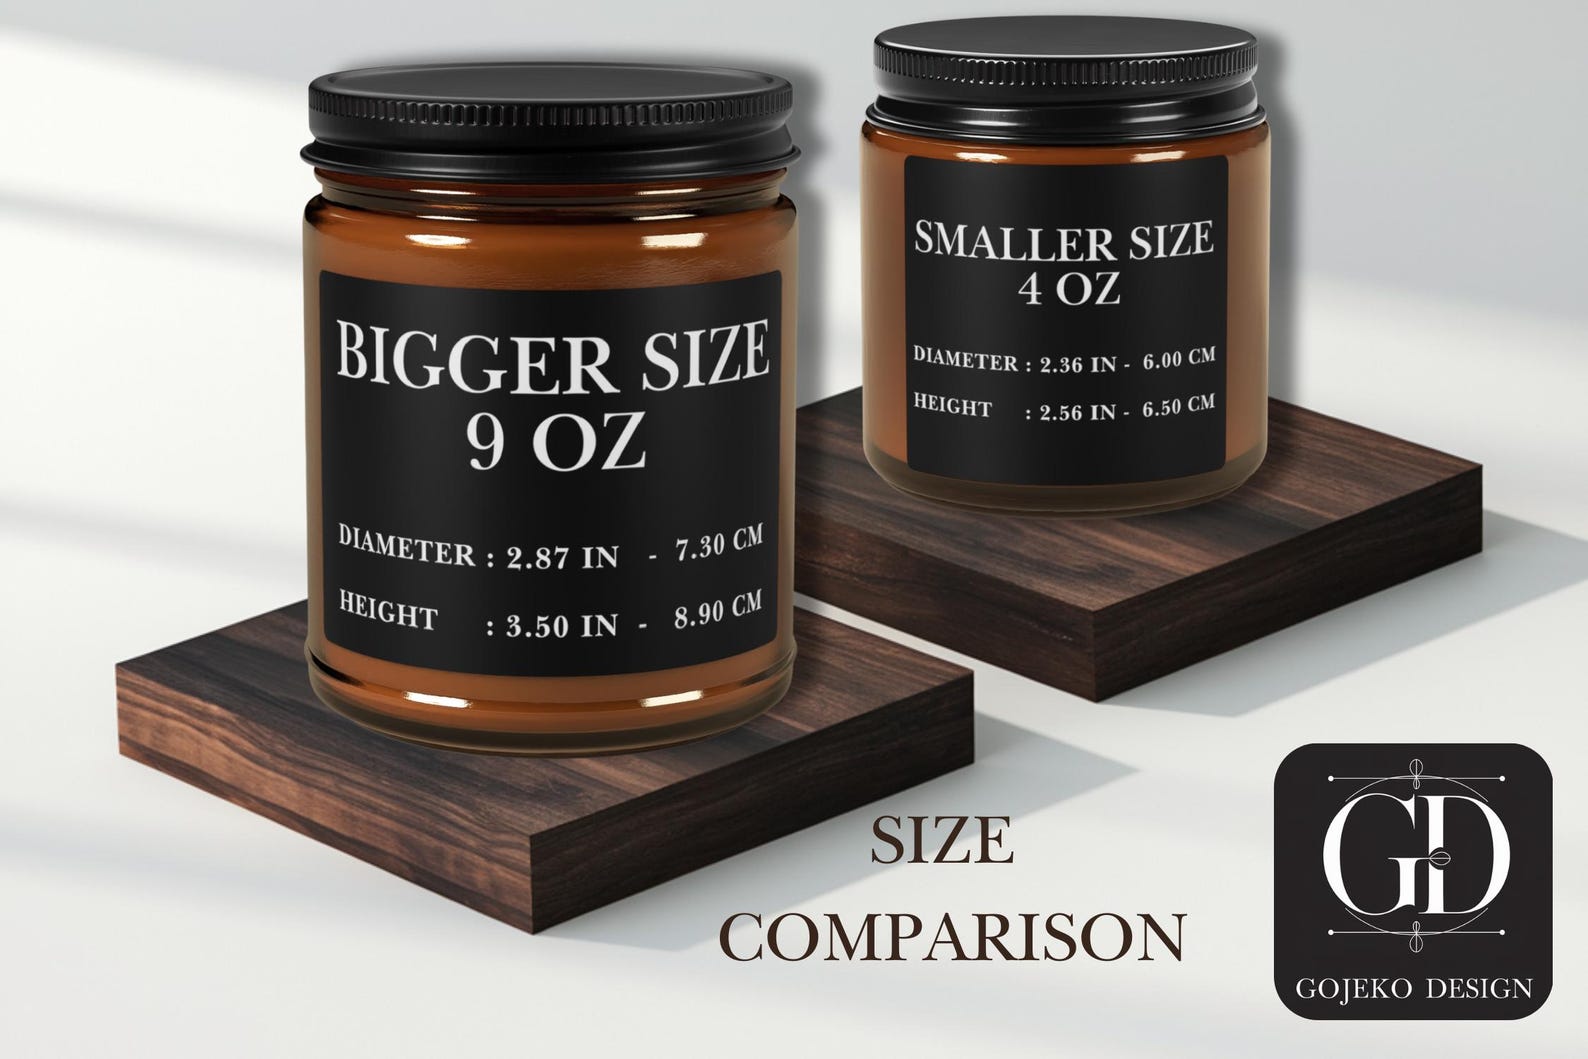 BIGGER SIZE
9 OZ
DIAMETER : 2.87 IN - 7.30 CM
HEIGHT : 3.50 IN - 8.90 CM
SMALLER SIZE
4 OZ
DIAMETER : 2.36 IN - 6.00 CM
HEIGHT : 2.56 IN - 6.50 CM
SIZE
COMPARISON
GD
GOJEKO DESIGN